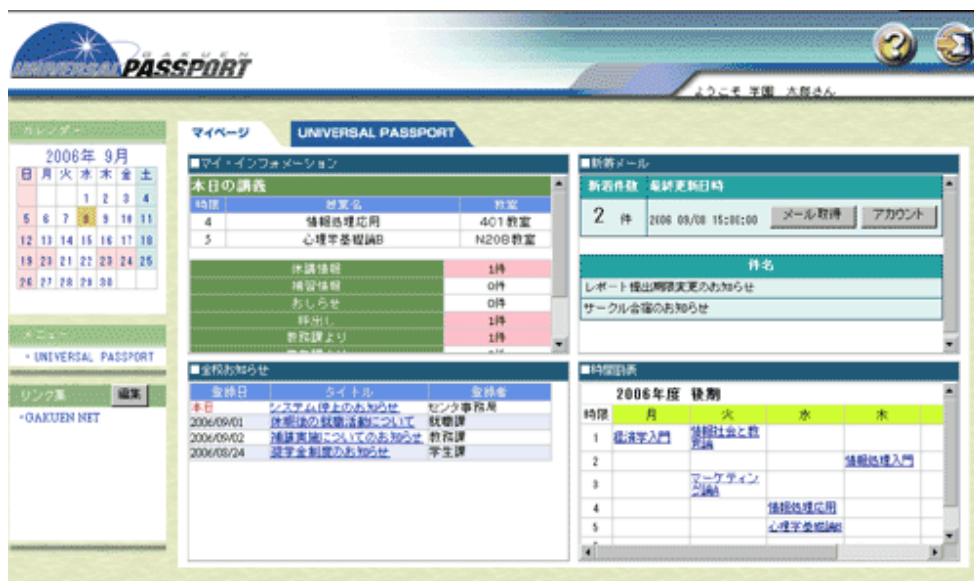 GAKUEN
UNIVERSAL PASSPORT
ようこそ 学園 太郎さん
カレンダー
2006年 9月
日 月 火 水 木 金 土
1 2 3 4
5 6 7 8 9 10 11
12 13 14 15 16 17 18
19 20 21 22 23 24 25
26 27 28 29 30
メニュー
・UNIVERSAL PASSPORT
リンク集 編集
・GAKUEN NET
マイページ UNIVERSAL PASSPORT
■マイ・インフォメーション
本日の講義
時限 授業名 教室
4 情報処理応用 401教室
5 心理学基礎論B N208教室
休講情報 1件
補習情報 0件
おしらせ 0件
呼出し 1件
教務課より 1件
■新着メール
新着件数 最終更新日時
2 件 2006 09/08 15:06:00 メール取得 アカウント
件名
レポート提出期限変更のお知らせ
サークル合宿のお知らせ
■全校お知らせ
登録日 タイトル 登録者
本日 システム停止のお知らせ センタ事務局
2006/09/01 休暇後の就職活動について 就職課
2006/09/02 補講実施についてのお知らせ 教務課
2006/08/24 奨学金制度のお知らせ 学生課
■時間割表
2006年度 後期
時限 月 火 水 木
1 経済学入門 情報社会と教育論
2 情報処理入門
3 マーケティング論A
4 情報処理応用
5 心理学基礎論B